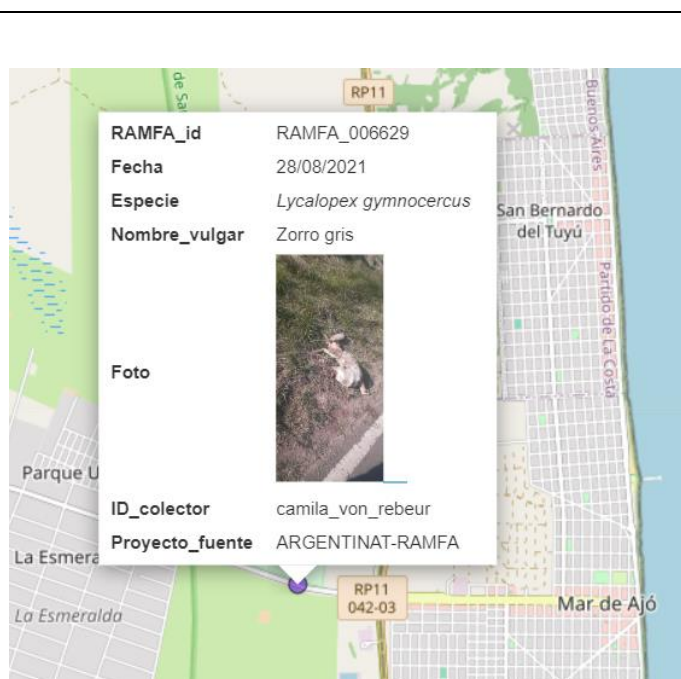 de Sa
RP11
Buenos Aires
RAMFA_id RAMFA_006629
Fecha 28/08/2021
Especie Lycalopex gymnocercus
Nombre_vulgar Zorro gris
San Bernardo
del Tuyú
Partido de La Costa
Foto
Parque U
ID_colector camila_von_rebeur
Proyecto_fuente ARGENTINAT-RAMFA
La Esmera
RP11
042-03
Mar de Ajó
La Esmeralda